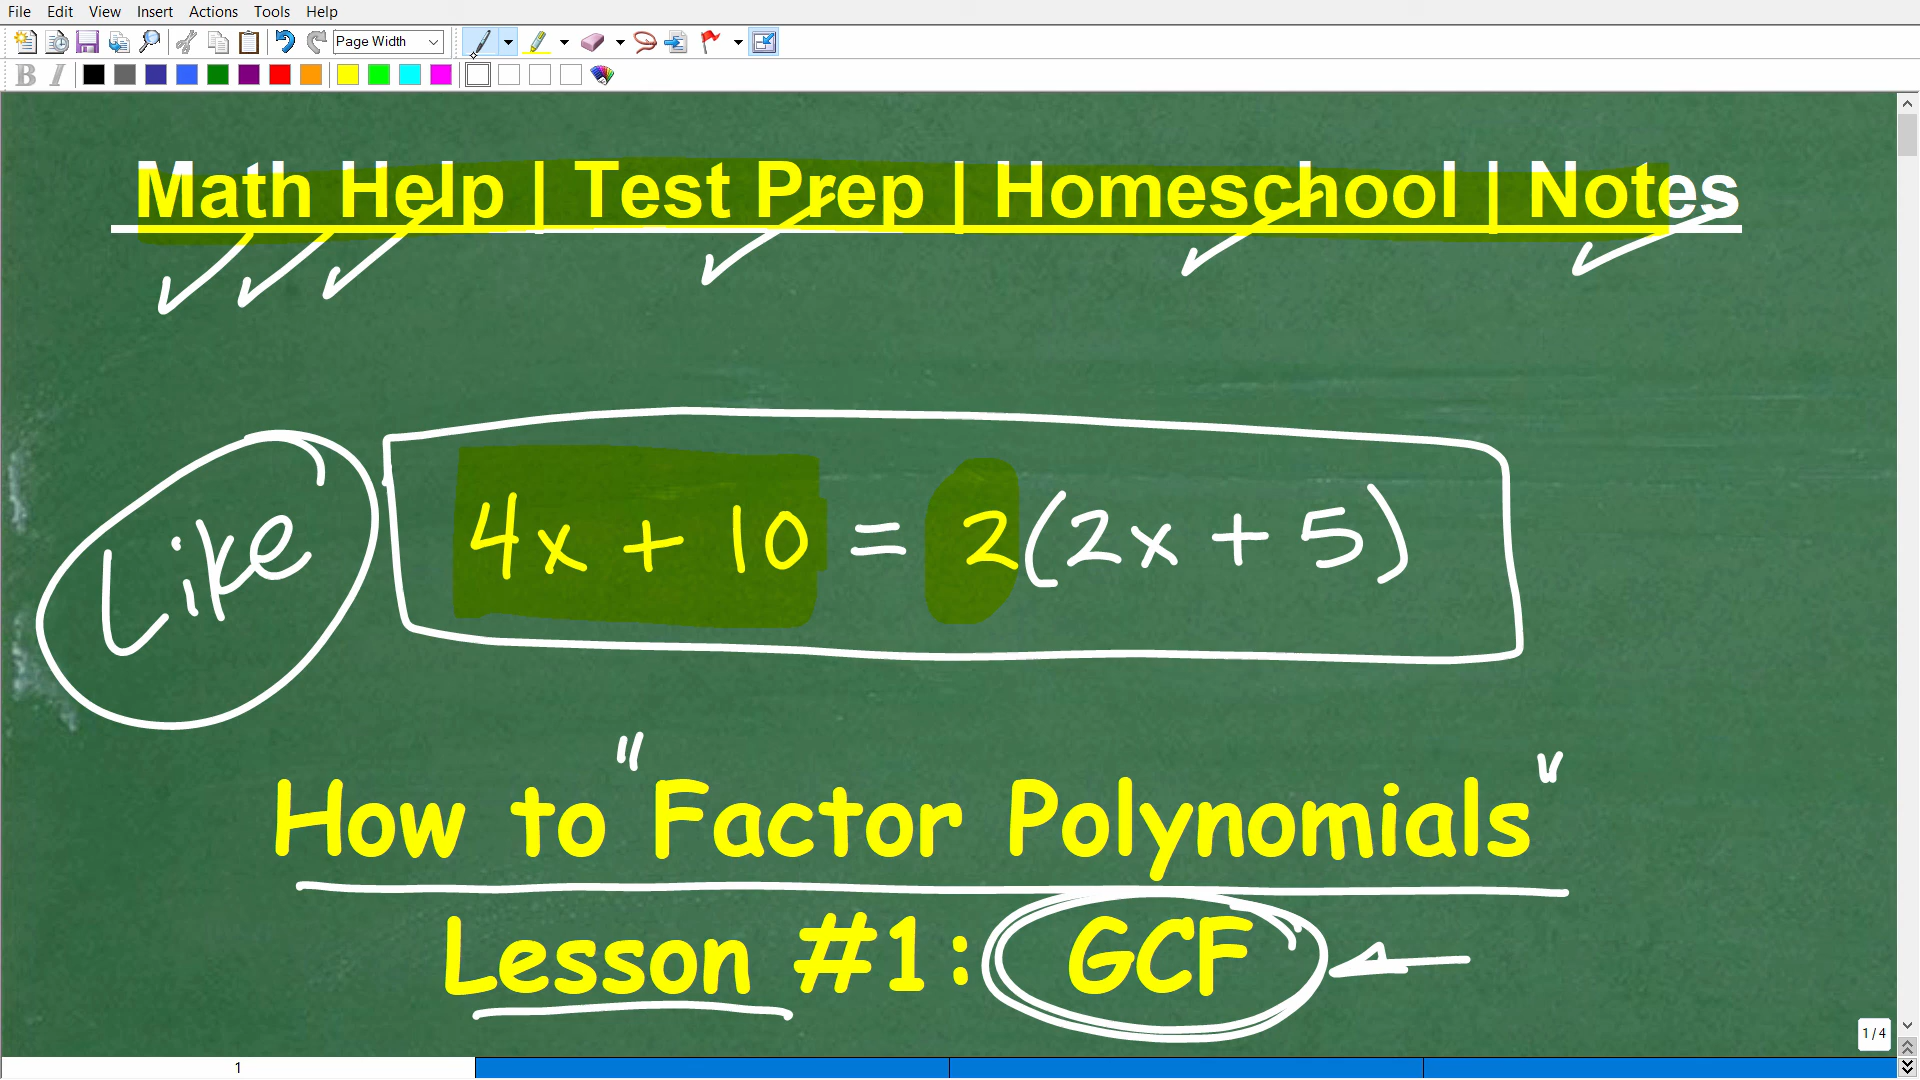 File Edit View Insert Actions Tools Help
Page Width
B I
Math Help | Test Prep | Homeschool | Notes
Like
4x + 10 = 2(2x + 5)
How to "Factor Polynomials"
Lesson #1: GCF
1 / 4
1